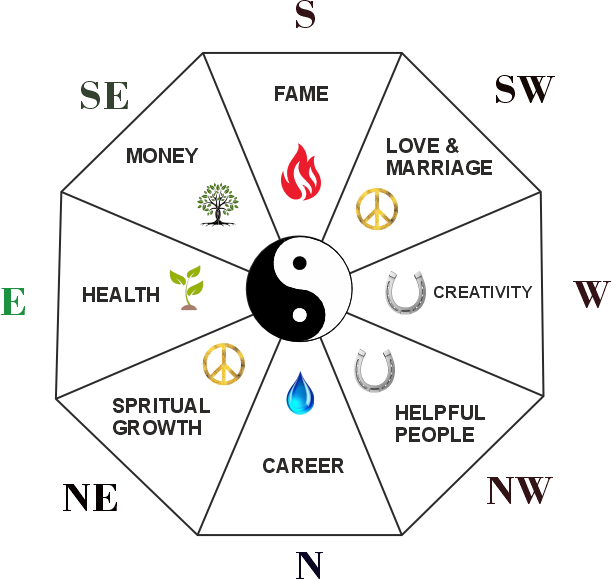 S
SE
SW
FAME
MONEY
LOVE &
MARRIAGE
E
HEALTH
CREATIVITY
W
SPRITUAL
GROWTH
HELPFUL
PEOPLE
CAREER
NE
NW
N